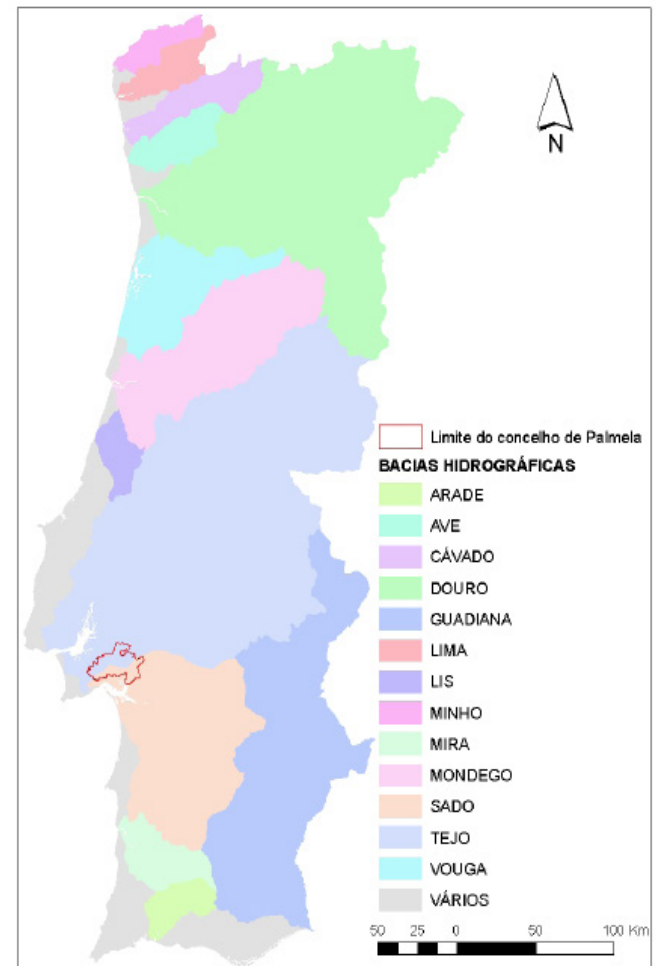 N
Limite do concelho de Palmela
BACIAS HIDROGRÁFICAS
ARADE
AVE
CÁVADO
DOURO
GUADIANA
LIMA
LIS
MINHO
MIRA
MONDEGO
SADO
TEJO
VOUGA
VÁRIOS
50 25 0 50 100 Km